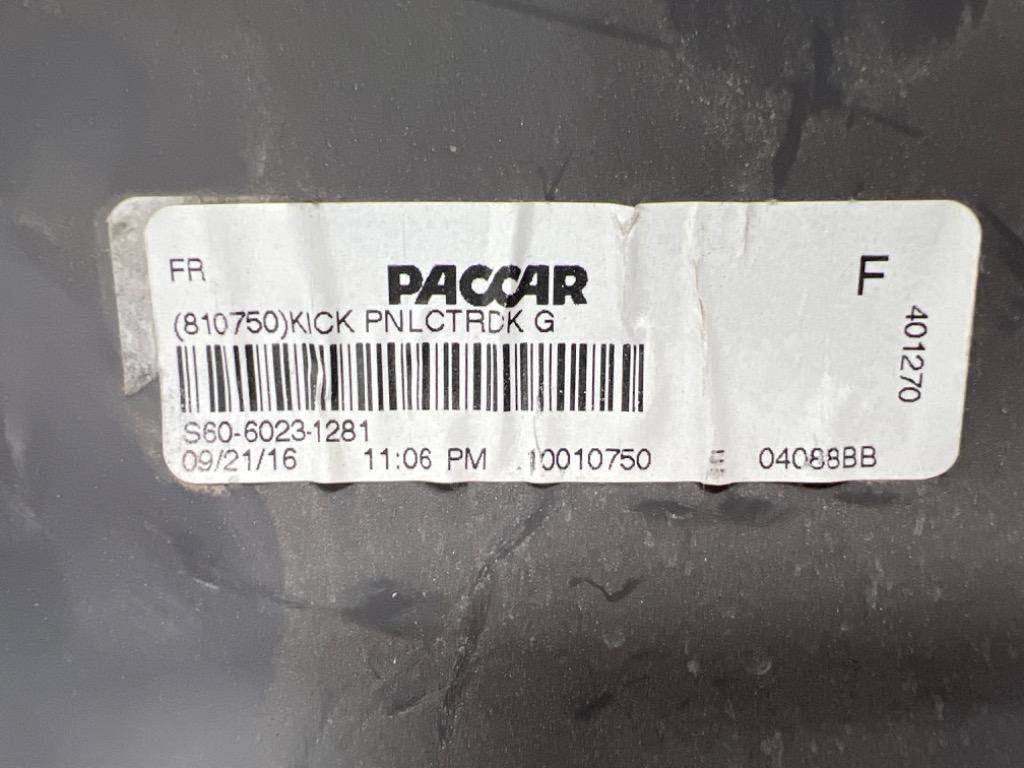 FR
PACCAR
F
(810750)KICK PNLCTRDK G
401270
S60-6023-1281
09/21/16 11:06 PM 10010750 04088BB